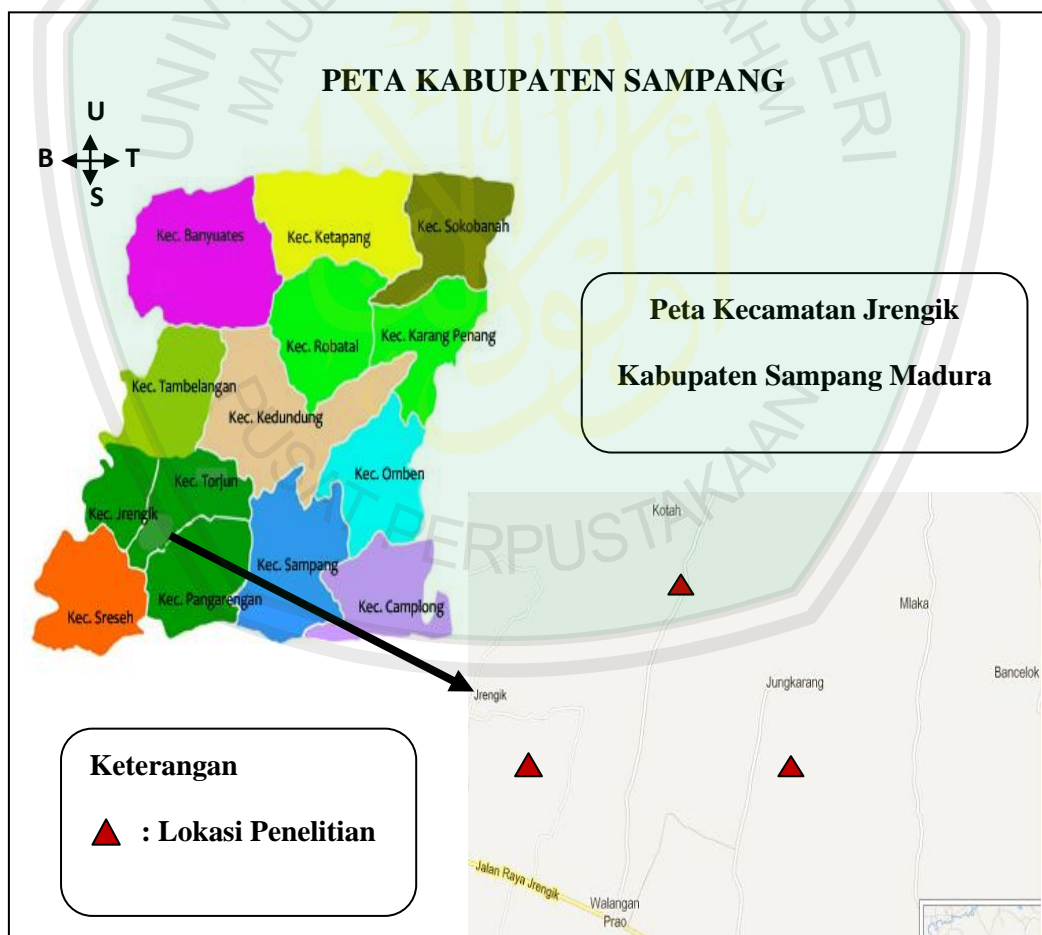 PETA KABUPATEN SAMPANG
U
B T
S
Kec. Banyuates
Kec. Ketapang
Kec. Sokobanah
Kec. Robatal
Kec. Karang Penang
Kec. Tambelangan
Kec. Kedundung
Kec. Omben
Kec. Torjun
Kec. Jrengik
Kec. Sampang
Kec. Pangarengan
Kec. Camplong
Kec. Sreseh
Peta Kecamatan Jrengik
Kabupaten Sampang Madura
Kotah
Mlaka
Bancelok
Jungkarang
Jrengik
Jalan Raya Jrengik
Walangan
Prao
Keterangan
: Lokasi Penelitian
PUSAT PERPUSTAKAAN